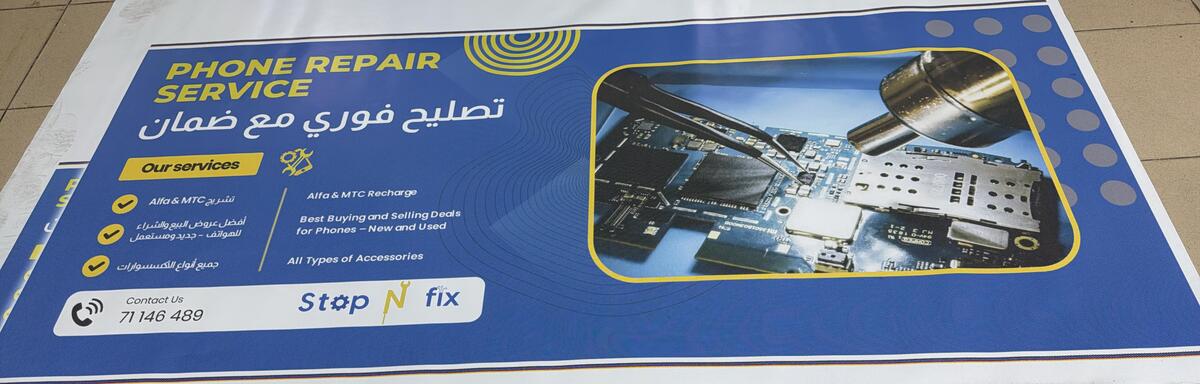 PHONE REPAIR
SERVICE
تصليح فوري مع ضمان
Our services
تشريج Alfa & MTC
أفضل عروض البيع والشراء
للهواتف - جديد ومستعمل
جميع أنواع الأكسسوارات
Alfa & MTC Recharge
Best Buying and Selling Deals
for Phones – New and Used
All Types of Accessories
Contact Us
71 146 489
Stop N fix